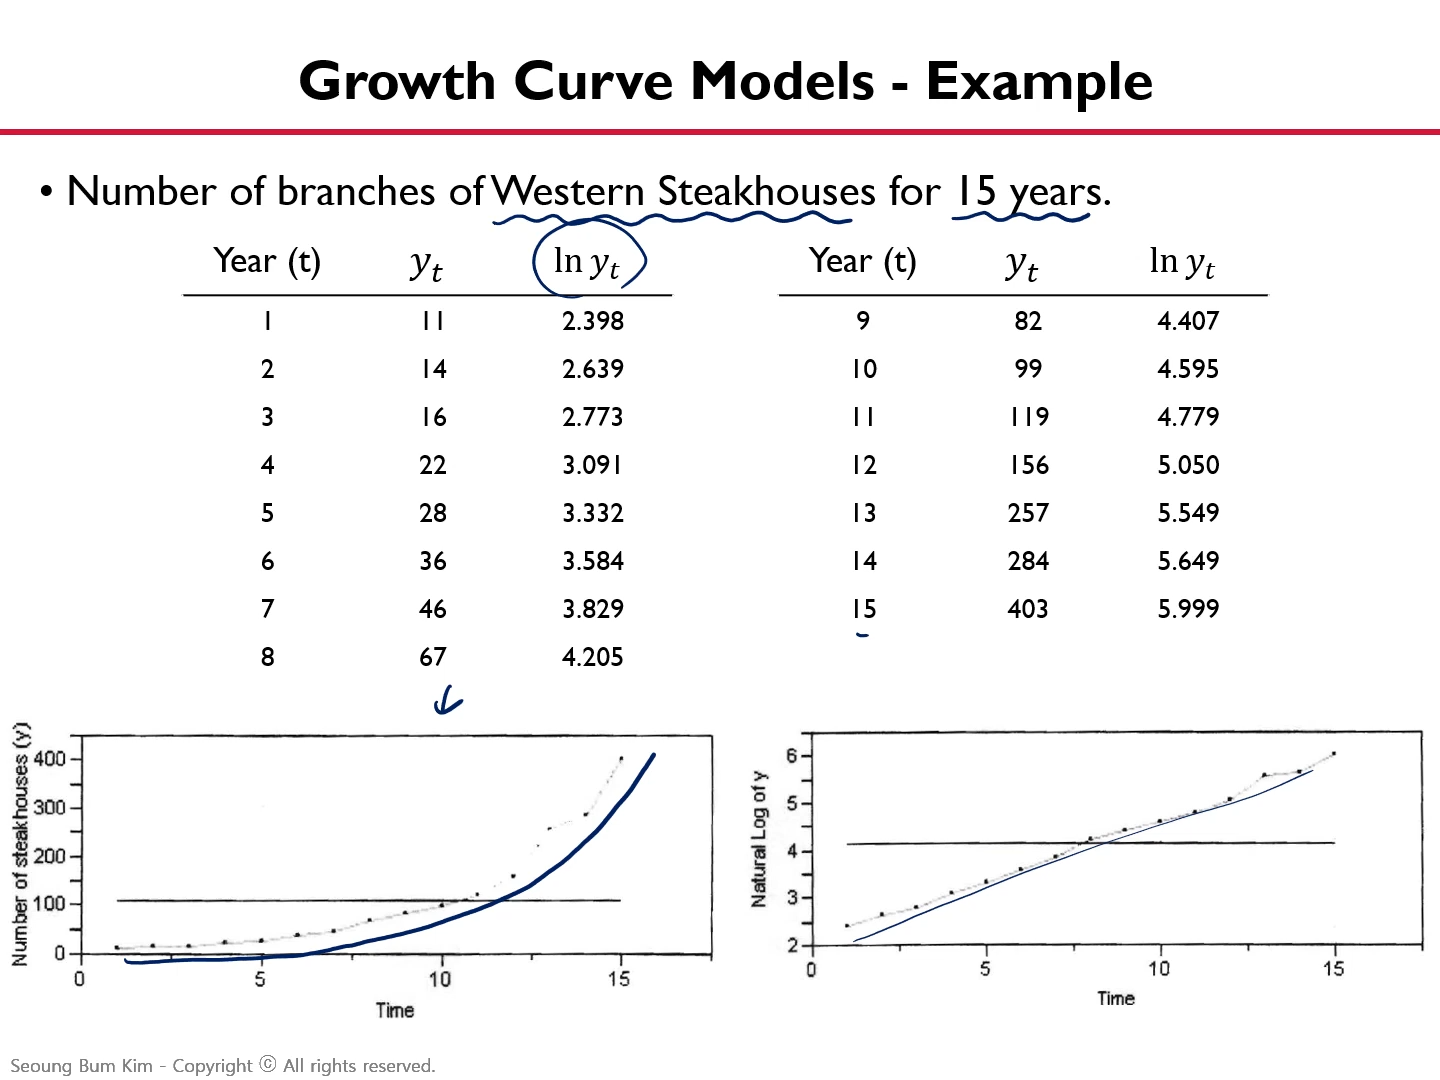 Growth Curve Models - Example
• Number of branches of Western Steakhouses for 15 years.
Year (t) y_t ln y_t
1 11 2.398
2 14 2.639
3 16 2.773
4 22 3.091
5 28 3.332
6 36 3.584
7 46 3.829
8 67 4.205
Year (t) y_t ln y_t
9 82 4.407
10 99 4.595
11 119 4.779
12 156 5.050
13 257 5.549
14 284 5.649
15 403 5.999
Number of steakhouses (y)
400
300
200
100
0
0 5 10 15
Time
Natural Log of y
6
5
4
3
2
0 5 10 15
Time
Seoung Bum Kim - Copyright © All rights reserved.